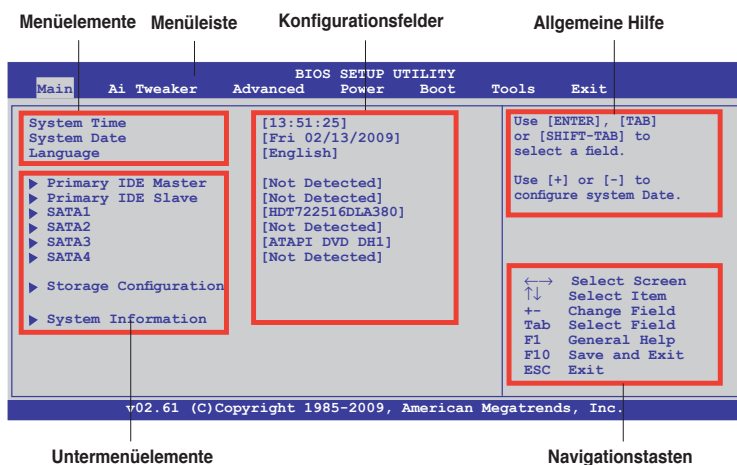 Menüelemente Menüleiste Konfigurationsfelder Allgemeine Hilfe
BIOS SETUP UTILITY
Main Ai Tweaker Advanced Power Boot Tools Exit
System Time [13:51:25]
System Date [Fri 02/13/2009]
Language [English]
Use [ENTER], [TAB]
or [SHIFT-TAB] to
select a field.
Use [+] or [-] to
configure system Date.
▶ Primary IDE Master [Not Detected]
▶ Primary IDE Slave [Not Detected]
▶ SATA1 [HDT722516DLA380]
▶ SATA2 [Not Detected]
▶ SATA3 [ATAPI DVD DH1]
▶ SATA4 [Not Detected]
▶ Storage Configuration
▶ System Information
←→ Select Screen
↑↓ Select Item
+- Change Field
Tab Select Field
F1 General Help
F10 Save and Exit
ESC Exit
v02.61 (C)Copyright 1985-2009, American Megatrends, Inc.
Untermenüelemente Navigationstasten